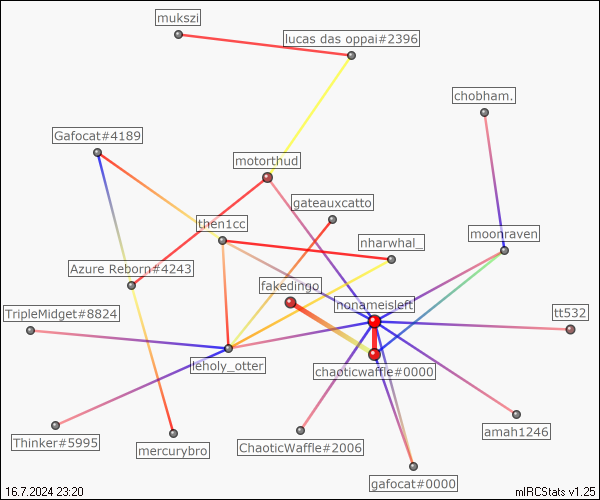 mukszi
lucas das oppai#2396
chobham.
Gafocat#4189
motorthud
gateauxcatto
then1cc
nharwhal_
moonraven
Azure Reborn#4243
fakedingo
nonameisleft
TripleMidget#8824
tt532
leholy_otter
chaoticwaffle#0000
Thinker#5995
mercurybro
ChaoticWaffle#2006
amah1246
gafocat#0000
16.7.2024 23:20
mIRCStats v1.25